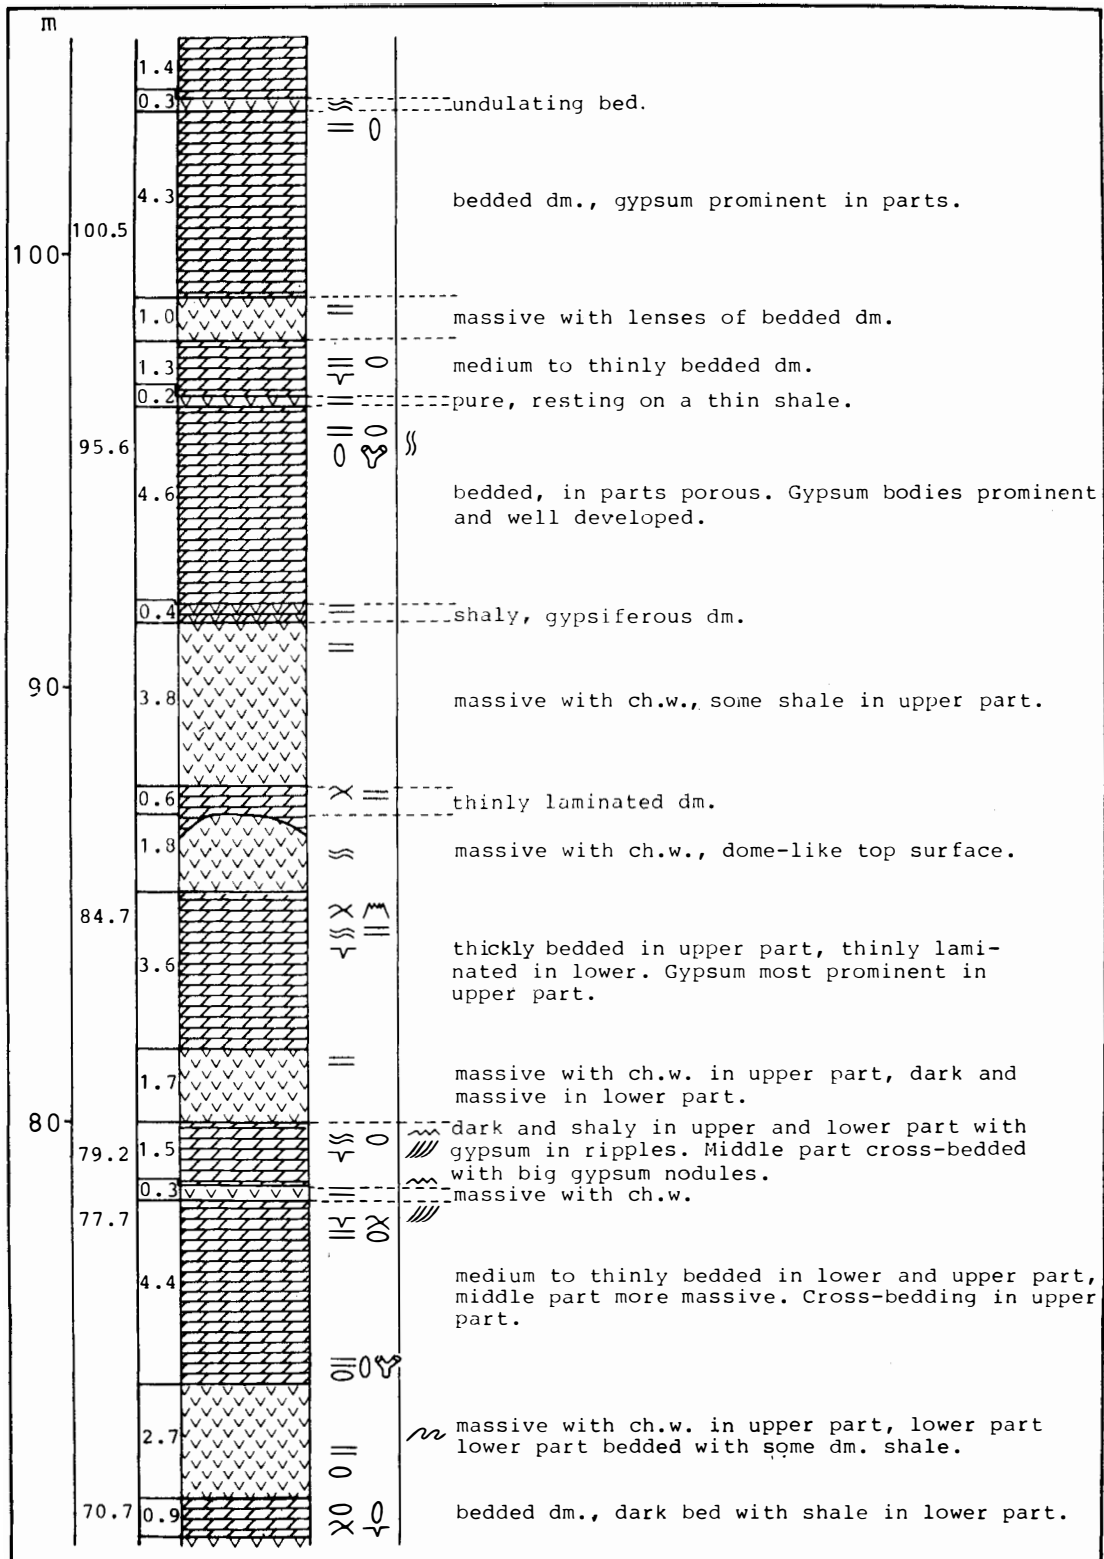 m
1.4
0.3
undulating bed.
4.3
bedded dm., gypsum prominent in parts.
100.5
100
1.0
massive with lenses of bedded dm.
1.3
medium to thinly bedded dm.
0.2
pure, resting on a thin shale.
95.6
4.6
bedded, in parts porous. Gypsum bodies prominent
and well developed.
0.4
shaly, gypsiferous dm.
90
3.8
massive with ch.w., some shale in upper part.
0.6
thinly laminated dm.
1.8
massive with ch.w., dome-like top surface.
84.7
3.6
thickly bedded in upper part, thinly lami-
nated in lower. Gypsum most prominent in
upper part.
1.7
massive with ch.w. in upper part, dark and
massive in lower part.
80
dark and shaly in upper and lower part with
79.2
1.5
gypsum in ripples. Middle part cross-bedded
with big gypsum nodules.
0.3
massive with ch.w.
77.7
4.4
medium to thinly bedded in lower and upper part,
middle part more massive. Cross-bedding in upper
part.
2.7
massive with ch.w. in upper part, lower part
lower part bedded with some dm. shale.
70.7
0.9
bedded dm., dark bed with shale in lower part.